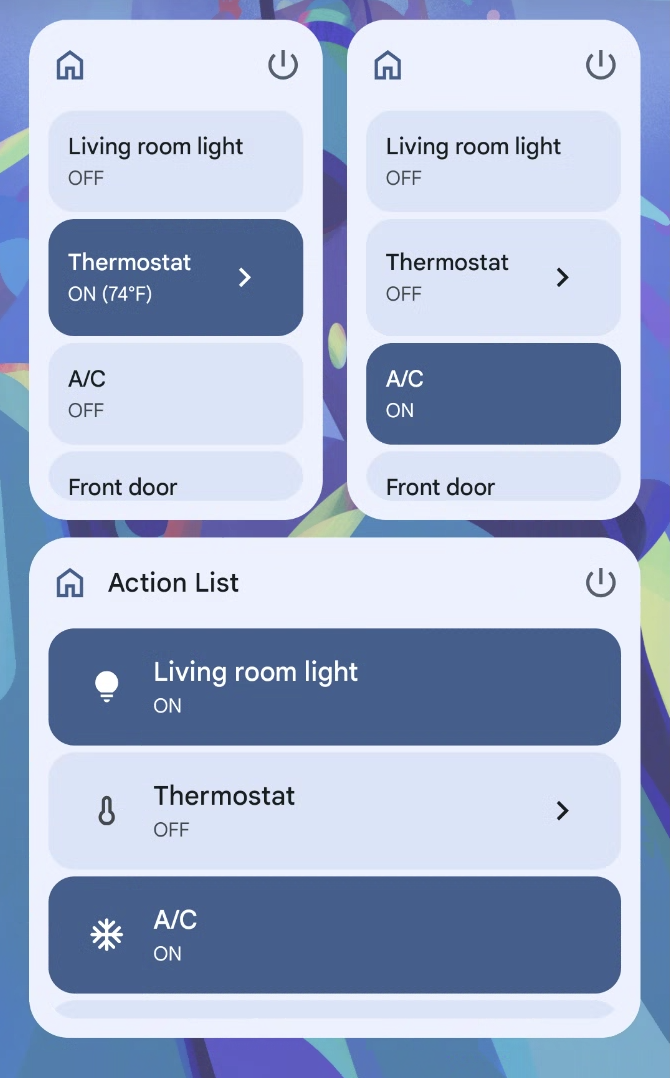 Living room light
OFF
Thermostat
ON (74°F)
A/C
OFF
Front door
Living room light
OFF
Thermostat
OFF
A/C
ON
Front door
Action List
Living room light
ON
Thermostat
OFF
A/C
ON